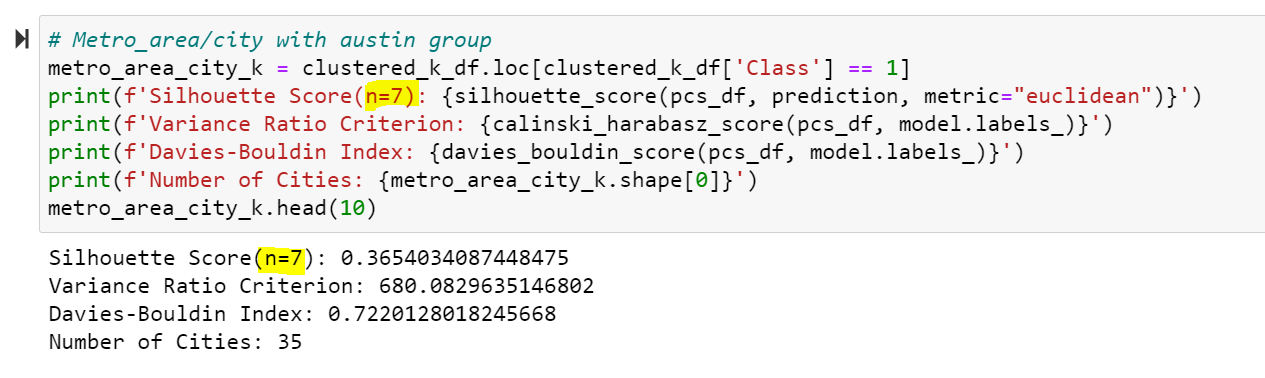 # Metro_area/city with austin group
metro_area_city_k = clustered_k_df.loc[clustered_k_df['Class'] == 1]
print(f'Silhouette Score(n=7): {silhouette_score(pcs_df, prediction, metric="euclidean")}')
print(f'Variance Ratio Criterion: {calinski_harabasz_score(pcs_df, model.labels_)}')
print(f'Davies-Bouldin Index: {davies_bouldin_score(pcs_df, model.labels_)}')
print(f'Number of Cities: {metro_area_city_k.shape[0]}')
metro_area_city_k.head(10)
Silhouette Score(n=7): 0.3654034087448475
Variance Ratio Criterion: 680.0829635146802
Davies-Bouldin Index: 0.7220128018245668
Number of Cities: 35